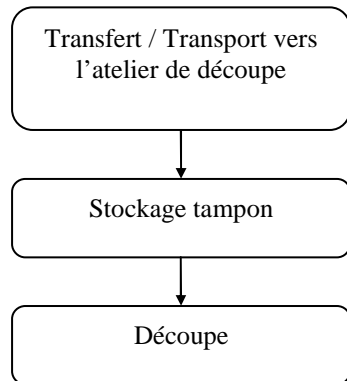 Transfert / Transport vers
l’atelier de découpe
Stockage tampon
Découpe